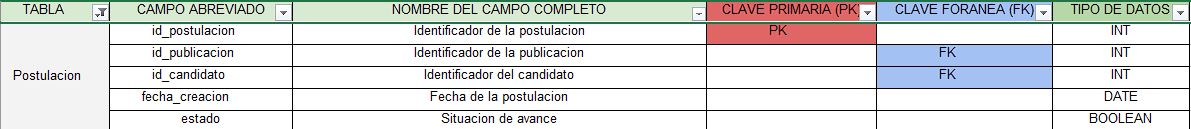 TABLA CAMPO ABREVIADO NOMBRE DEL CAMPO COMPLETO CLAVE PRIMARIA (PK) CLAVE FORANEA (FK) TIPO DE DATOS
id_postulacion Identificador de la postulacion PK INT
id_publicacion Identificador de la publicacion FK INT
Postulacion id_candidato Identificador del candidato FK INT
fecha_creacion Fecha de la postulacion DATE
estado Situacion de avance BOOLEAN